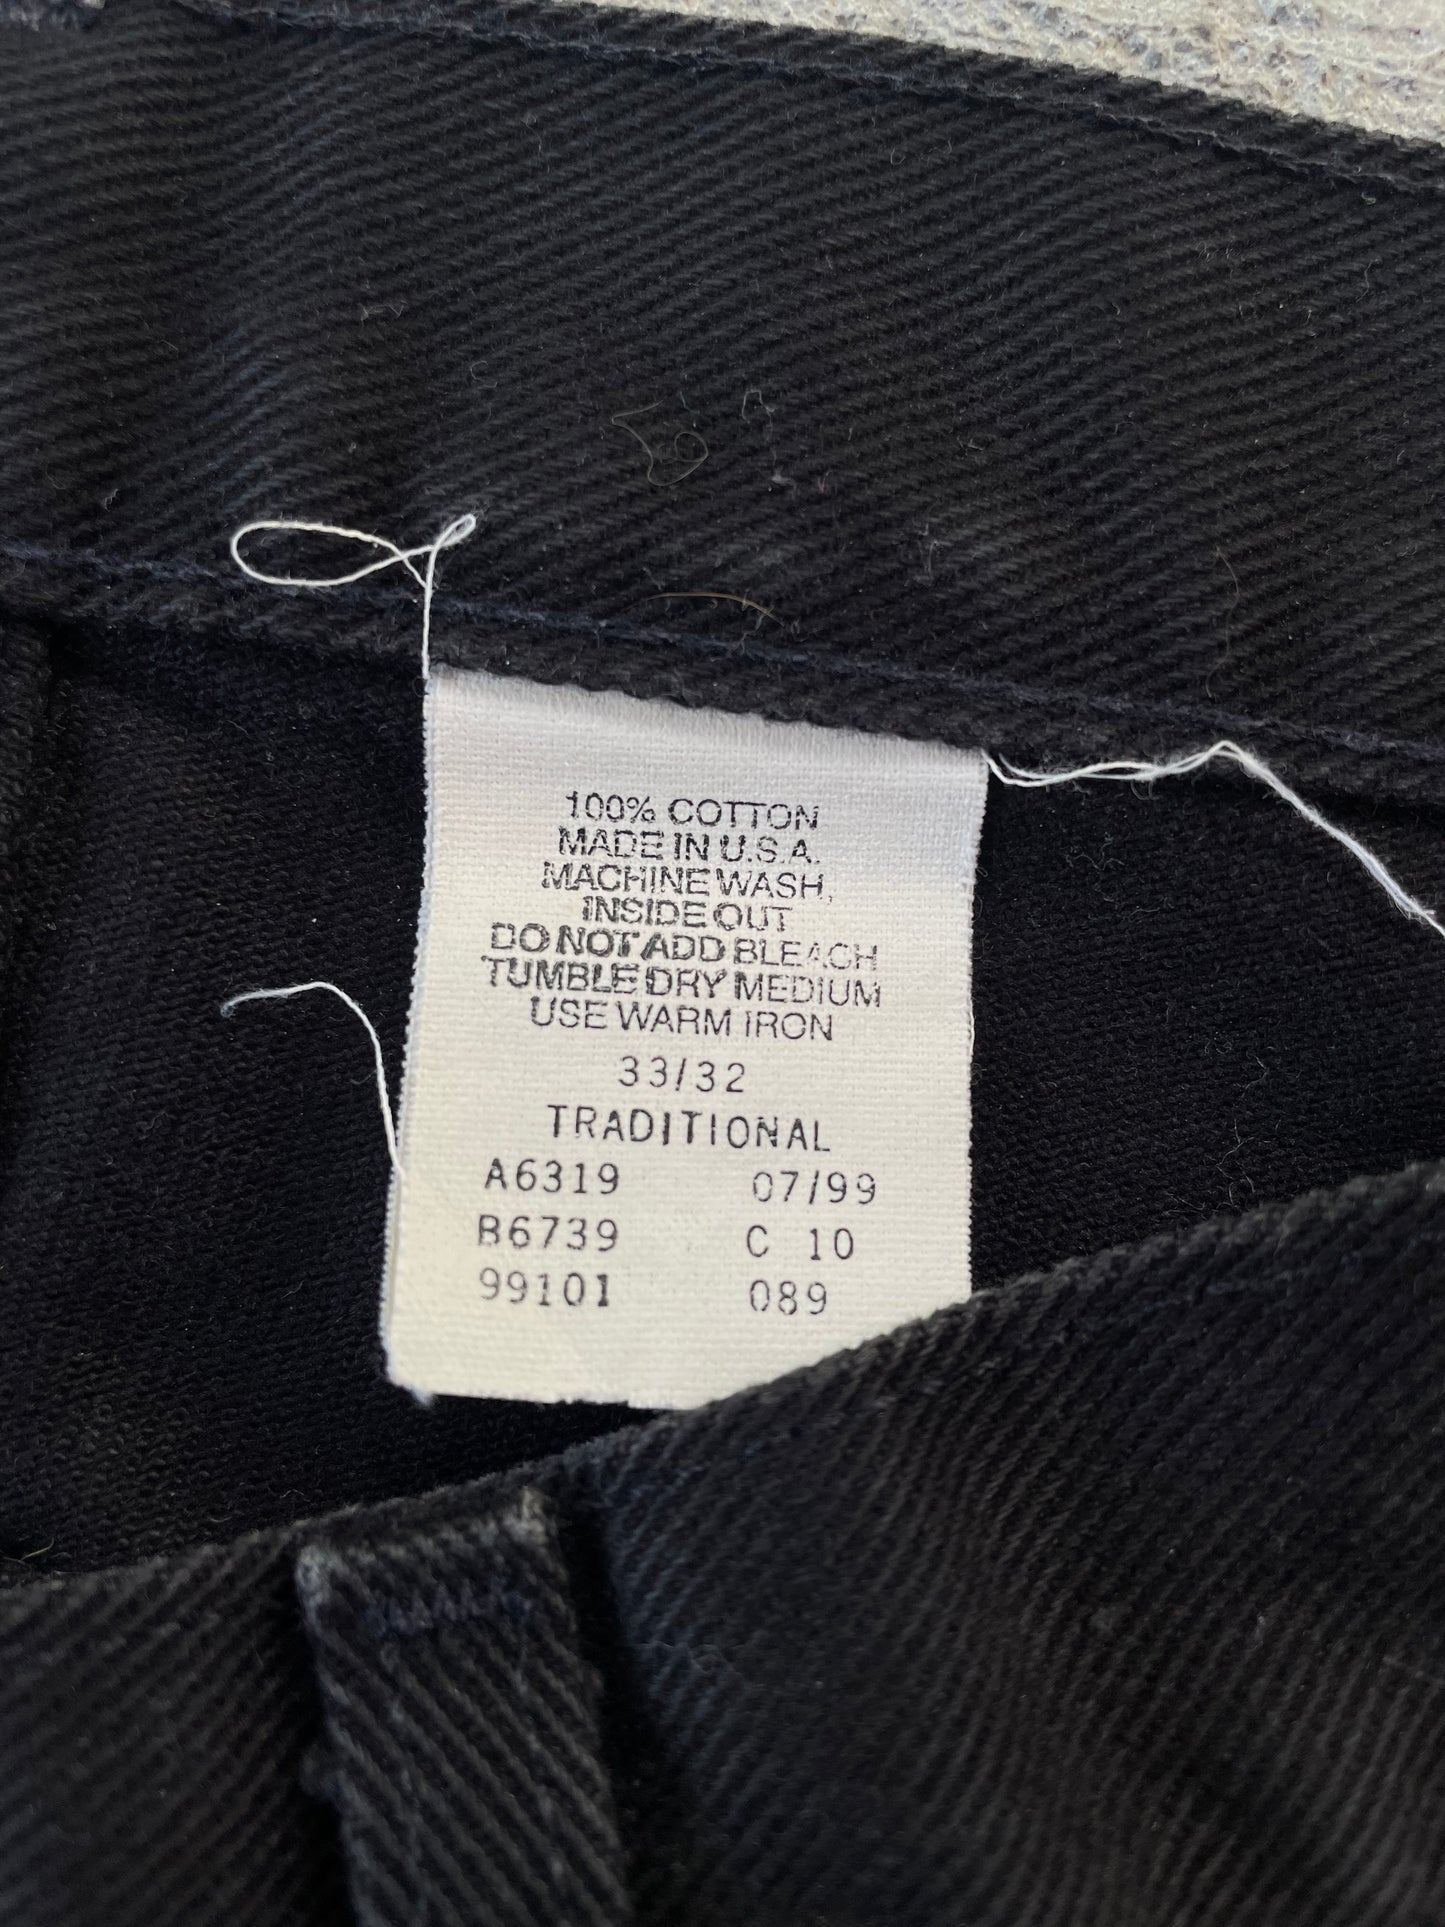 100% COTTON
MADE IN U.S.A.
MACHINE WASH,
INSIDE OUT
DO NOT ADD BLEACH
TUMBLE DRY MEDIUM
USE WARM IRON
33/32
TRADITIONAL
A6319 07/99
B6739 C 10
99101 089